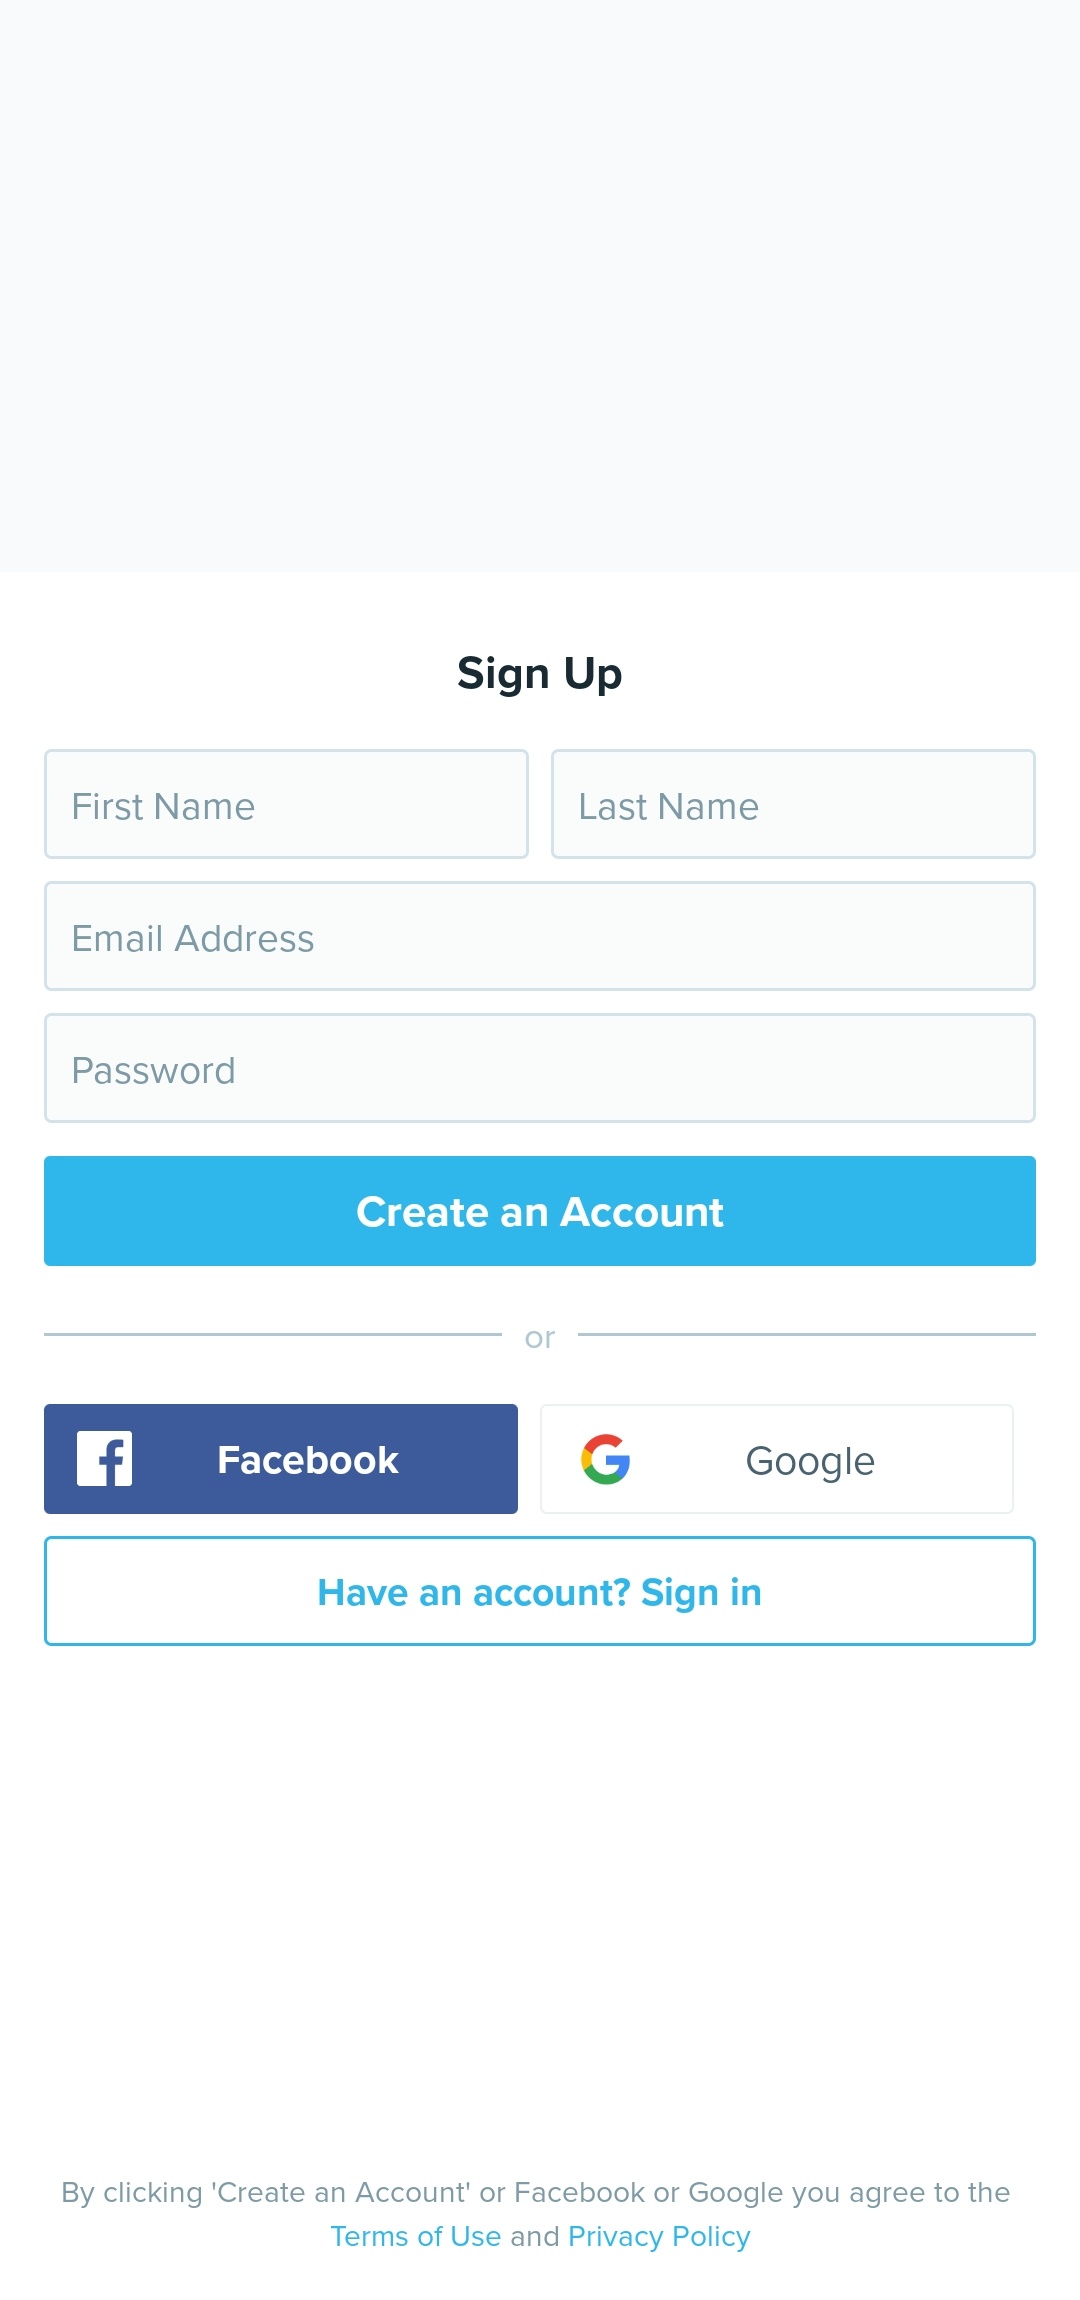 Sign Up
First Name
Last Name
Email Address
Password
Create an Account
or
Facebook
Google
Have an account? Sign in
By clicking 'Create an Account' or Facebook or Google you agree to the
Terms of Use and Privacy Policy